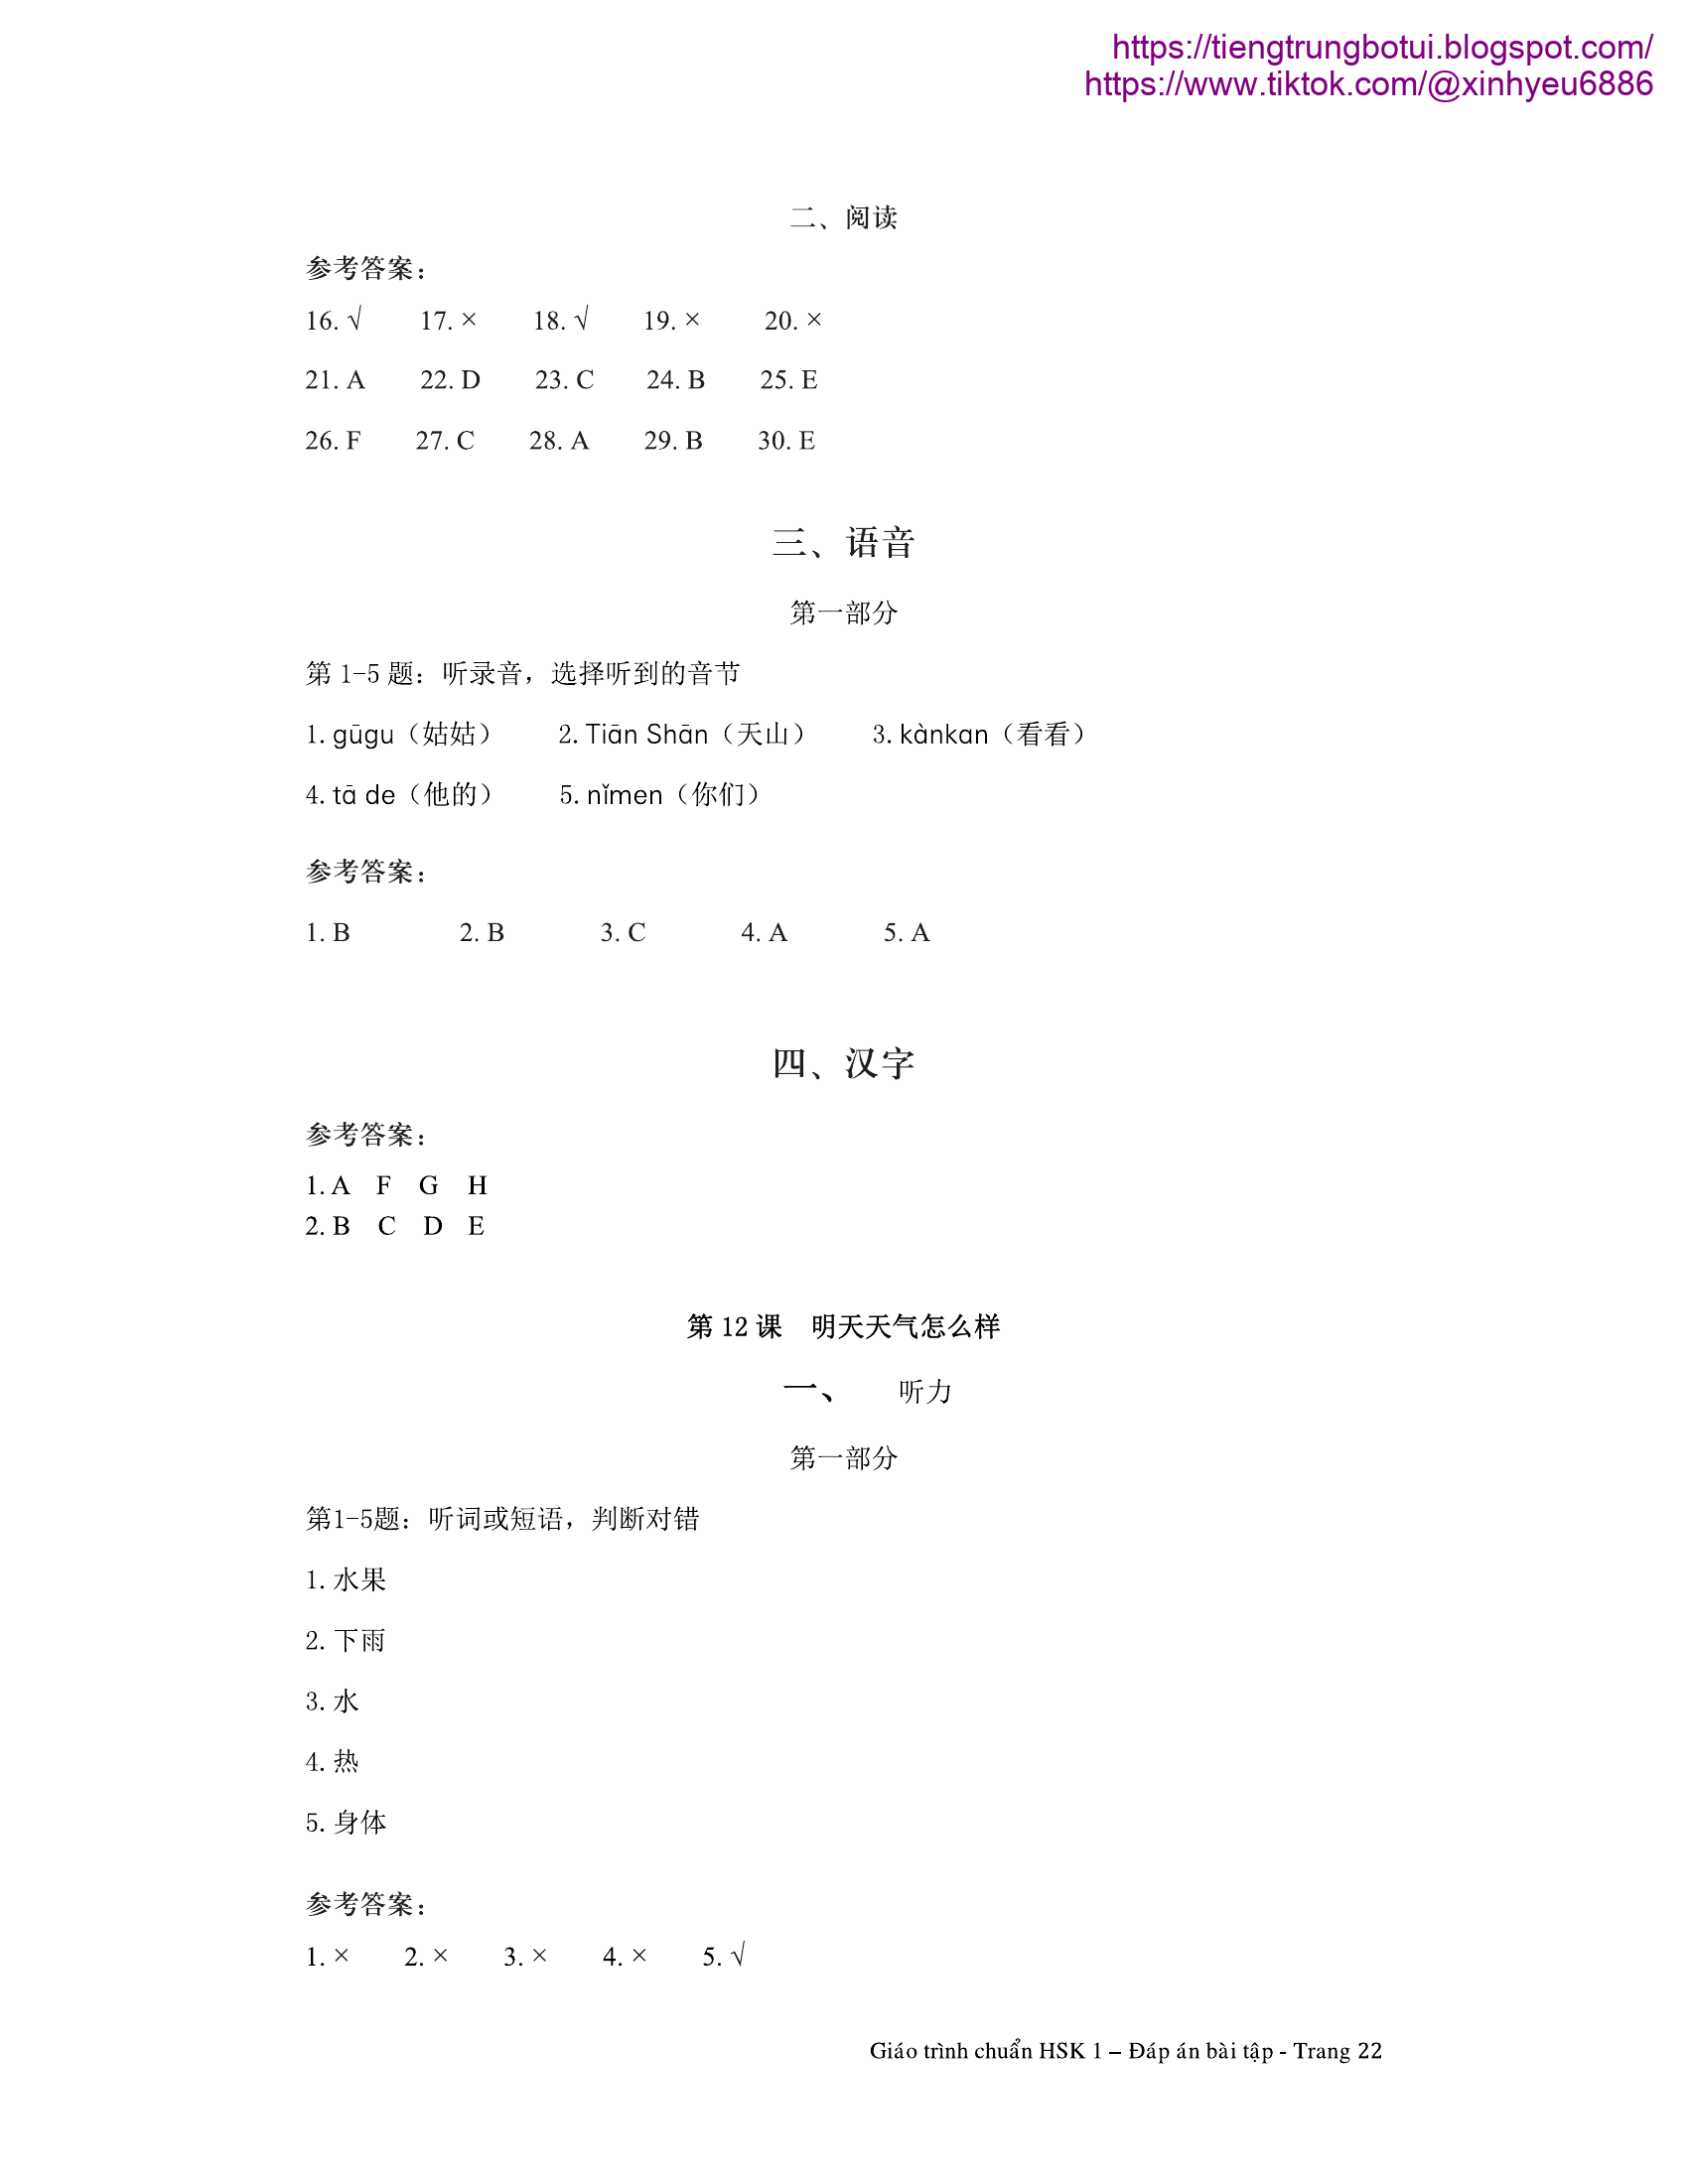 https://tiengtrungbotui.blogspot.com/
https://www.tiktok.com/@xinhyeu6886
二、阅读
参考答案：
16. √ 17. × 18. √ 19. × 20. ×
21. A 22. D 23. C 24. B 25. E
26. F 27. C 28. A 29. B 30. E
三、语音
第一部分
第 1-5 题：听录音，选择听到的音节
1. gūgu（姑姑） 2. Tiān Shān（天山） 3. kànkan（看看）
4. tā de（他的） 5. nǐmen（你们）
参考答案：
1. B 2. B 3. C 4. A 5. A
四、汉字
参考答案：
1. A F G H
2. B C D E
第 12 课 明天天气怎么样
一、 听力
第一部分
第1-5题：听词或短语，判断对错
1. 水果
2. 下雨
3. 水
4. 热
5. 身体
参考答案：
1. × 2. × 3. × 4. × 5. √
Giáo trình chuẩn HSK 1 – Đáp án bài tập - Trang 22